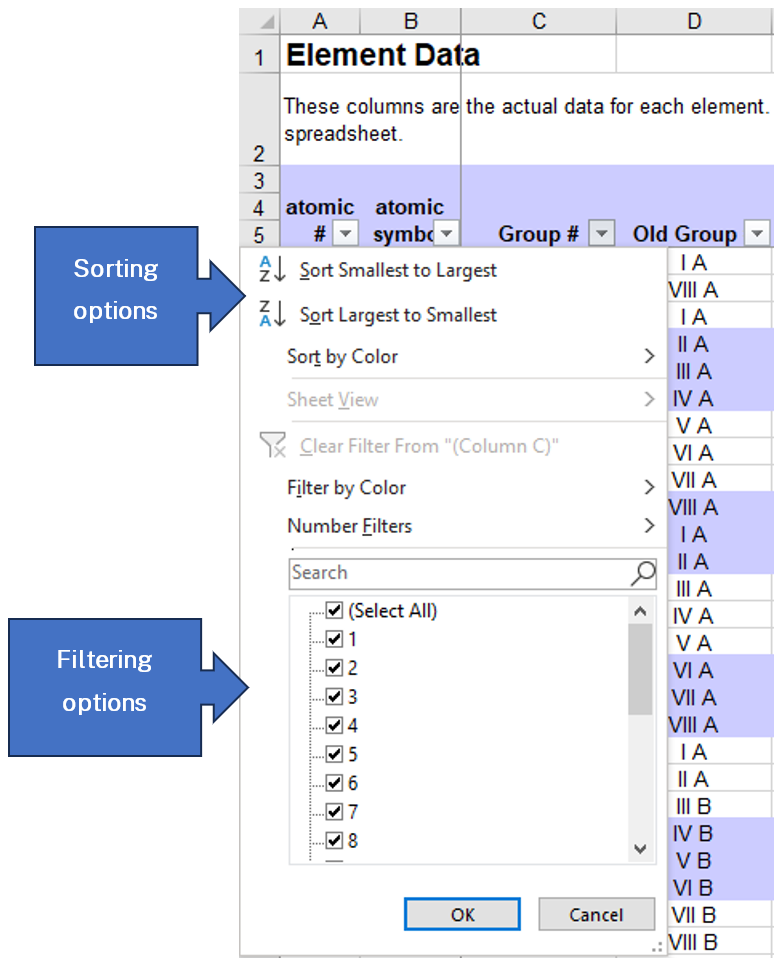 A B C D
1 Element Data
These columns are the actual data for each element.
2 spreadsheet.
3
4 atomic atomic
5 # symbo Group # Old Group
Sorting
options
Sort Smallest to Largest
Sort Largest to Smallest
Sort by Color
Sheet View
Clear Filter From "(Column C)"
Filter by Color
Number Filters
Search
Filtering
options
(Select All)
1
2
3
4
5
6
7
8
OK Cancel
I A
VIII A
I A
II A
III A
IV A
V A
VI A
VII A
VIII A
I A
II A
III A
IV A
V A
VI A
VII A
VIII A
I A
II A
III B
IV B
V B
VI B
VII B
VIII B